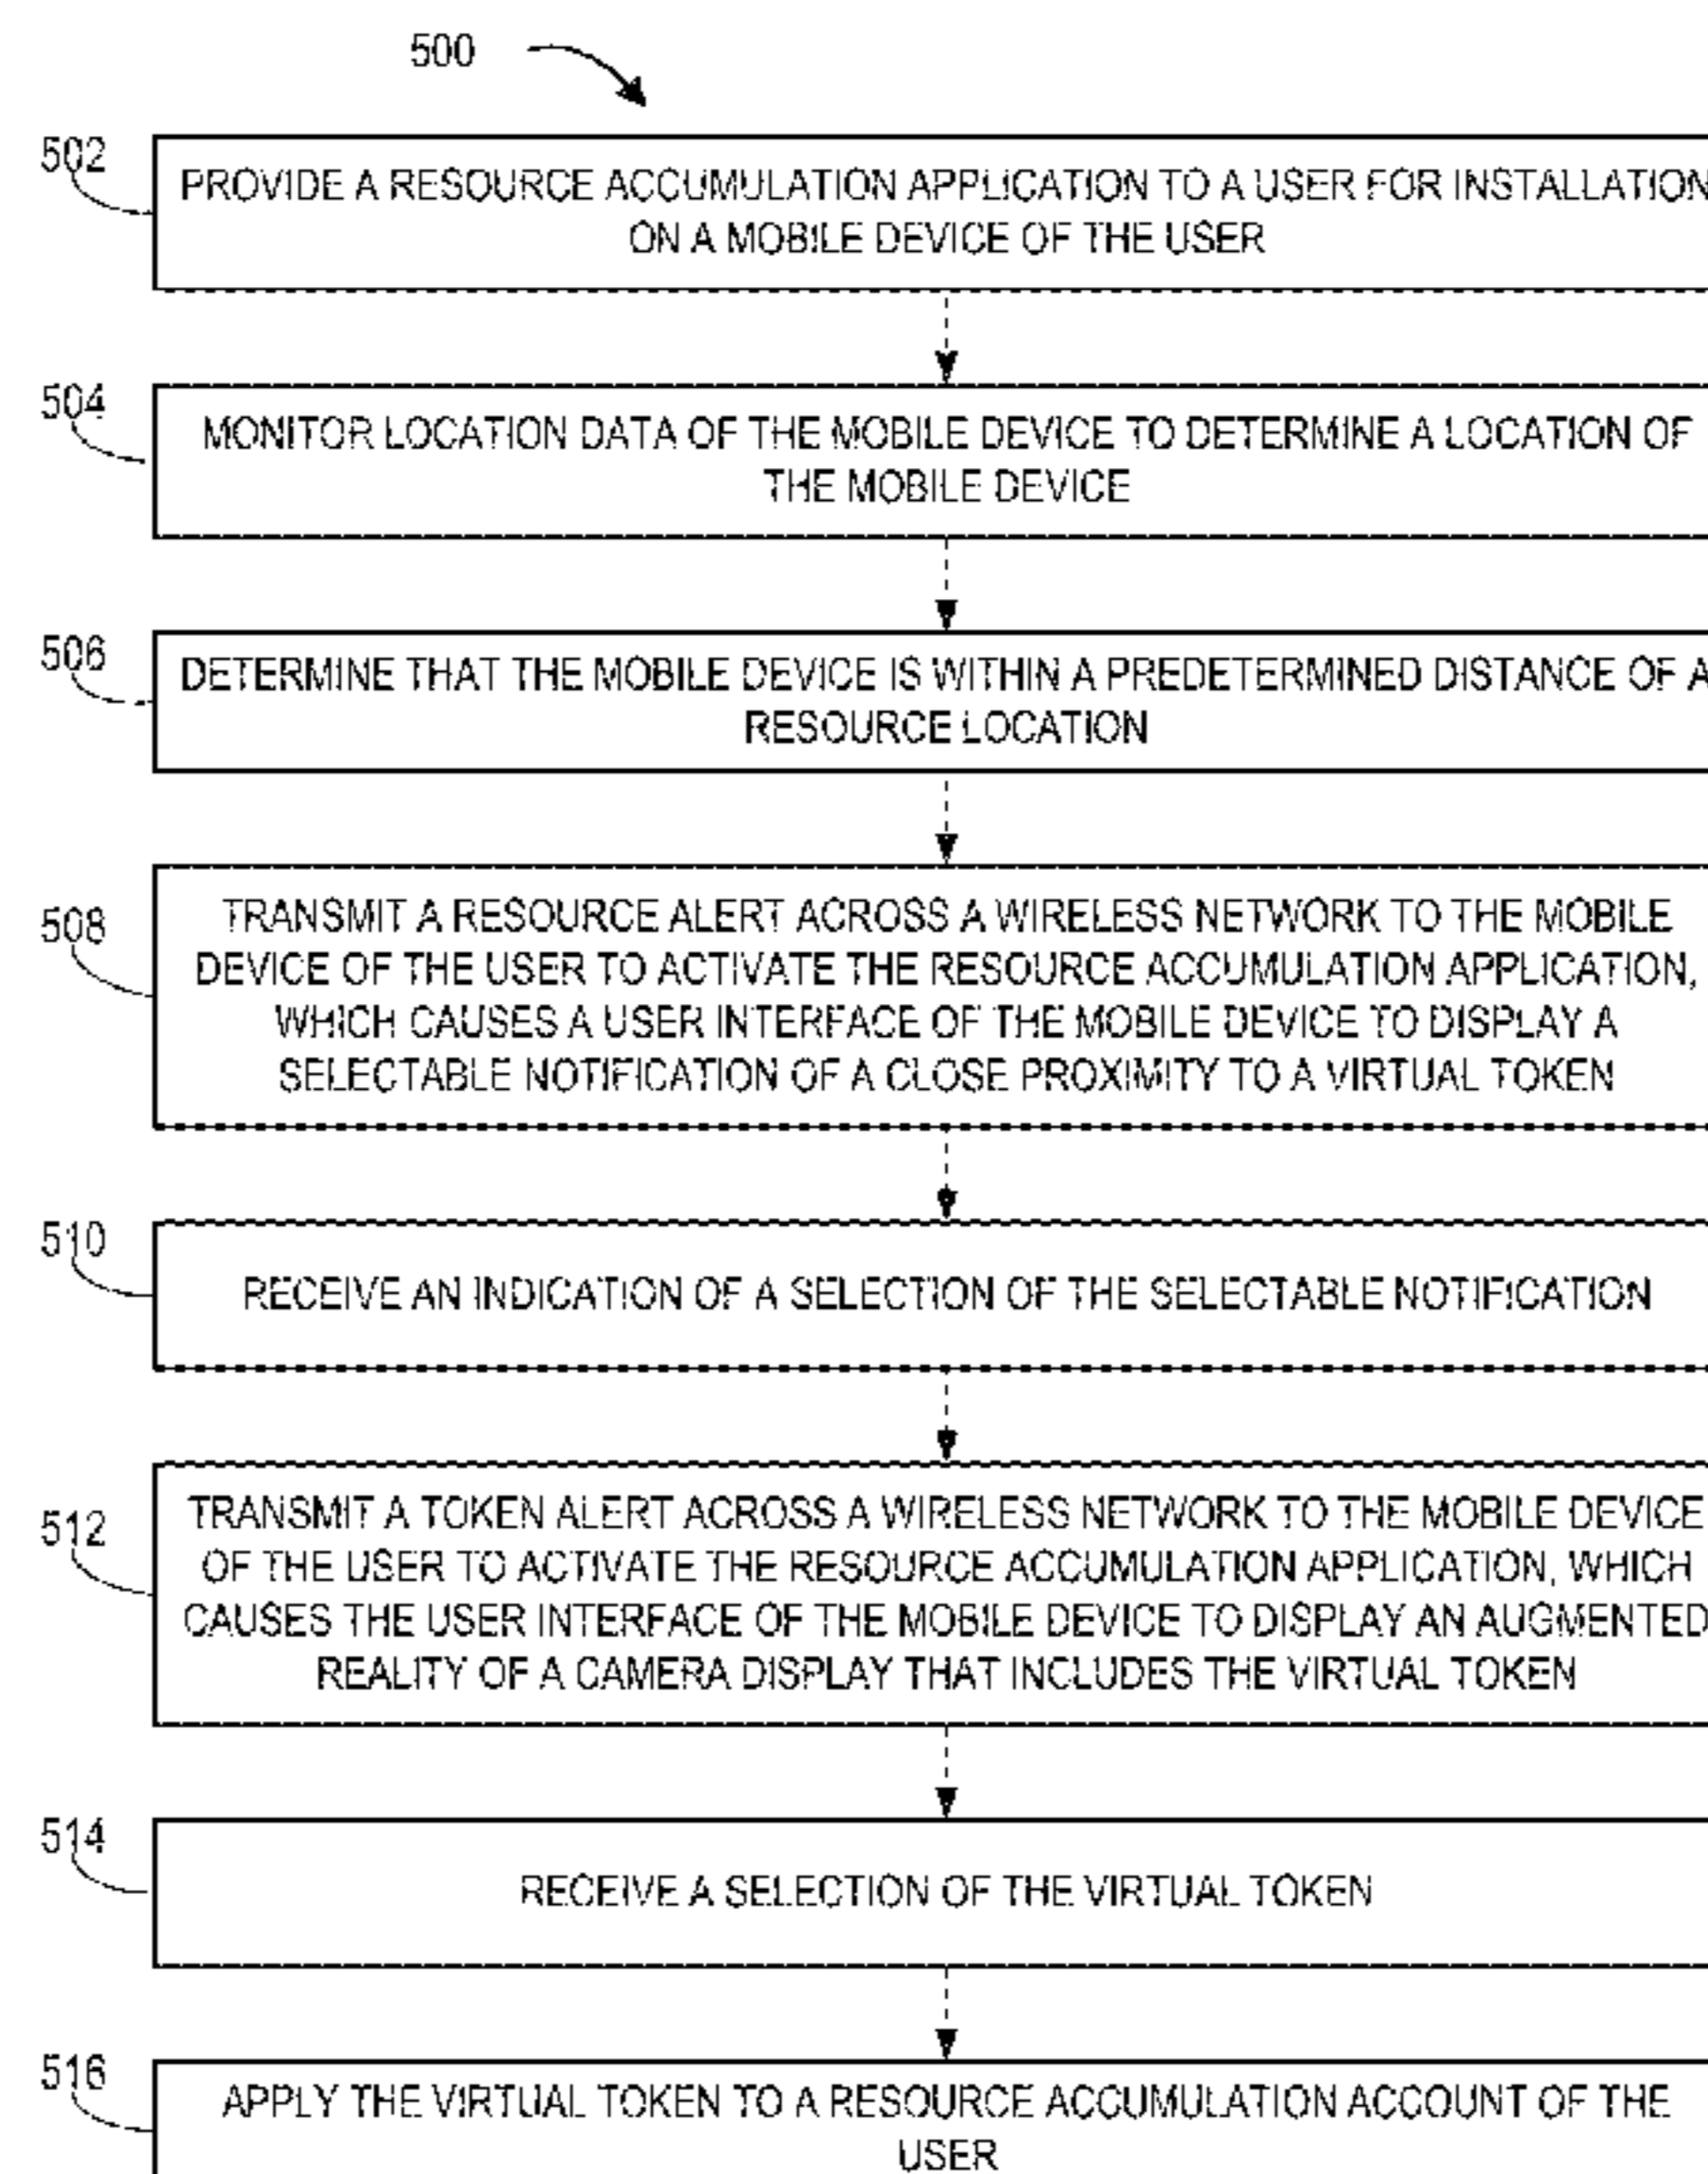 500
502
PROVIDE A RESOURCE ACCUMULATION APPLICATION TO A USER FOR INSTALLATION
ON A MOBILE DEVICE OF THE USER
504
MONITOR LOCATION DATA OF THE MOBILE DEVICE TO DETERMINE A LOCATION OF
THE MOBILE DEVICE
506
DETERMINE THAT THE MOBILE DEVICE IS WITHIN A PREDETERMINED DISTANCE OF A
RESOURCE LOCATION
508
TRANSMIT A RESOURCE ALERT ACROSS A WIRELESS NETWORK TO THE MOBILE
DEVICE OF THE USER TO ACTIVATE THE RESOURCE ACCUMULATION APPLICATION,
WHICH CAUSES A USER INTERFACE OF THE MOBILE DEVICE TO DISPLAY A
SELECTABLE NOTIFICATION OF A CLOSE PROXIMITY TO A VIRTUAL TOKEN
510
RECEIVE AN INDICATION OF A SELECTION OF THE SELECTABLE NOTIFICATION
512
TRANSMIT A TOKEN ALERT ACROSS A WIRELESS NETWORK TO THE MOBILE DEVICE
OF THE USER TO ACTIVATE THE RESOURCE ACCUMULATION APPLICATION, WHICH
CAUSES THE USER INTERFACE OF THE MOBILE DEVICE TO DISPLAY AN AUGMENTED
REALITY OF A CAMERA DISPLAY THAT INCLUDES THE VIRTUAL TOKEN
514
RECEIVE A SELECTION OF THE VIRTUAL TOKEN
516
APPLY THE VIRTUAL TOKEN TO A RESOURCE ACCUMULATION ACCOUNT OF THE
USER